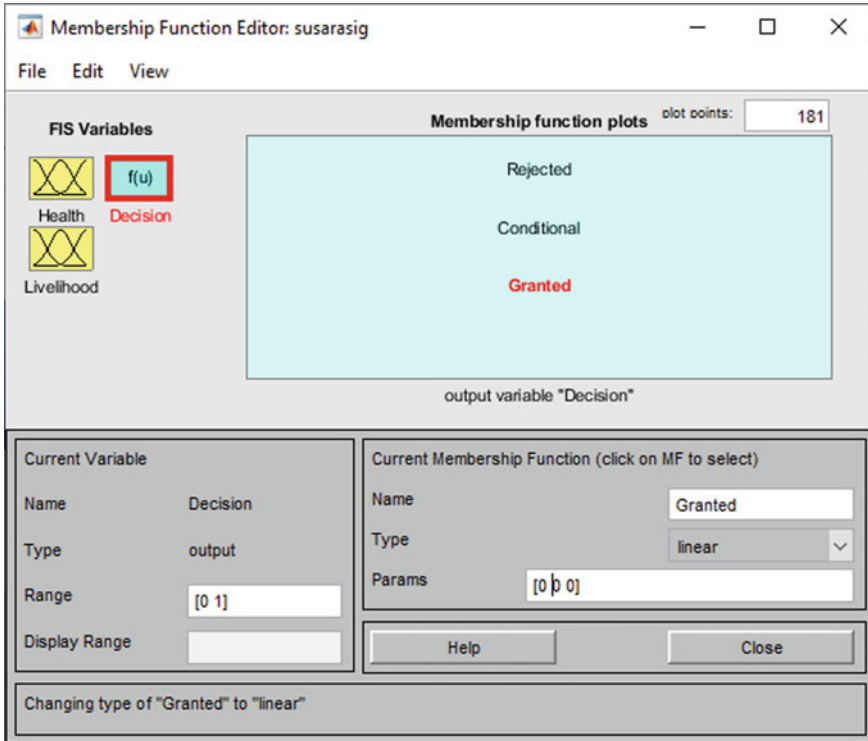 Membership Function Editor: susarasig
File Edit View
FIS Variables
f(u)
Health Decision
Livelihood
Membership function plots plot points: 181
Rejected
Conditional
Granted
output variable "Decision"
Current Variable
Name Decision
Type output
Range [0 1]
Display Range
Current Membership Function (click on MF to select)
Name Granted
Type linear
Params [0 0 0]
Help Close
Changing type of "Granted" to "linear"